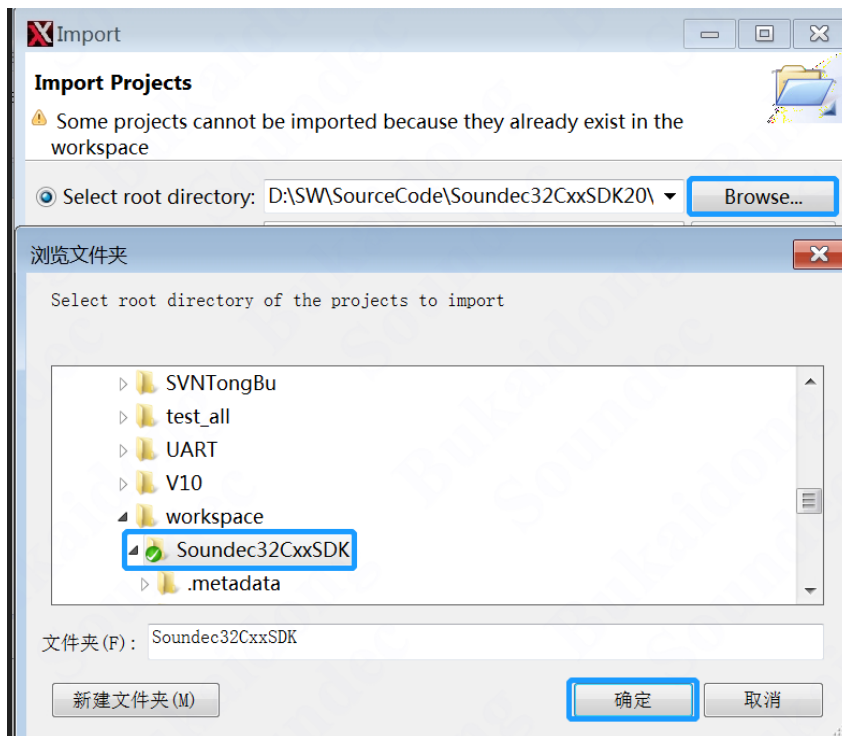 Import
Import Projects
Some projects cannot be imported because they already exist in the
workspace
Select root directory: D:\SW\SourceCode\Soundec32CxxSDK20\ Browse...
浏览文件夹
Select root directory of the projects to import
SVNTongBu
test_all
UART
V10
workspace
Soundec32CxxSDK
.metadata
文件夹(F): Soundec32CxxSDK
新建文件夹(M) 确定 取消
Bukaidong
Soundec